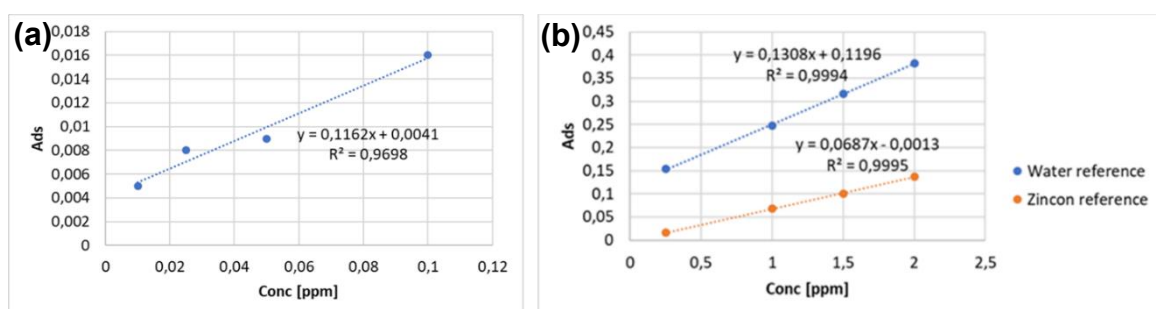 (a)
0,018
0,016
0,014
0,012
0,01
0,008
0,006
0,004
0,002
0
Ads
y = 0,1162x + 0,0041
R² = 0,9698
0 0,02 0,04 0,06 0,08 0,1 0,12
Conc [ppm]
(b)
0,45
0,4
0,35
0,3
0,25
0,2
0,15
0,1
0,05
0
Ads
y = 0,1308x + 0,1196
R² = 0,9994
y = 0,0687x - 0,0013
R² = 0,9995
0 0,5 1 1,5 2 2,5
Conc [ppm]
Water reference
Zincon reference